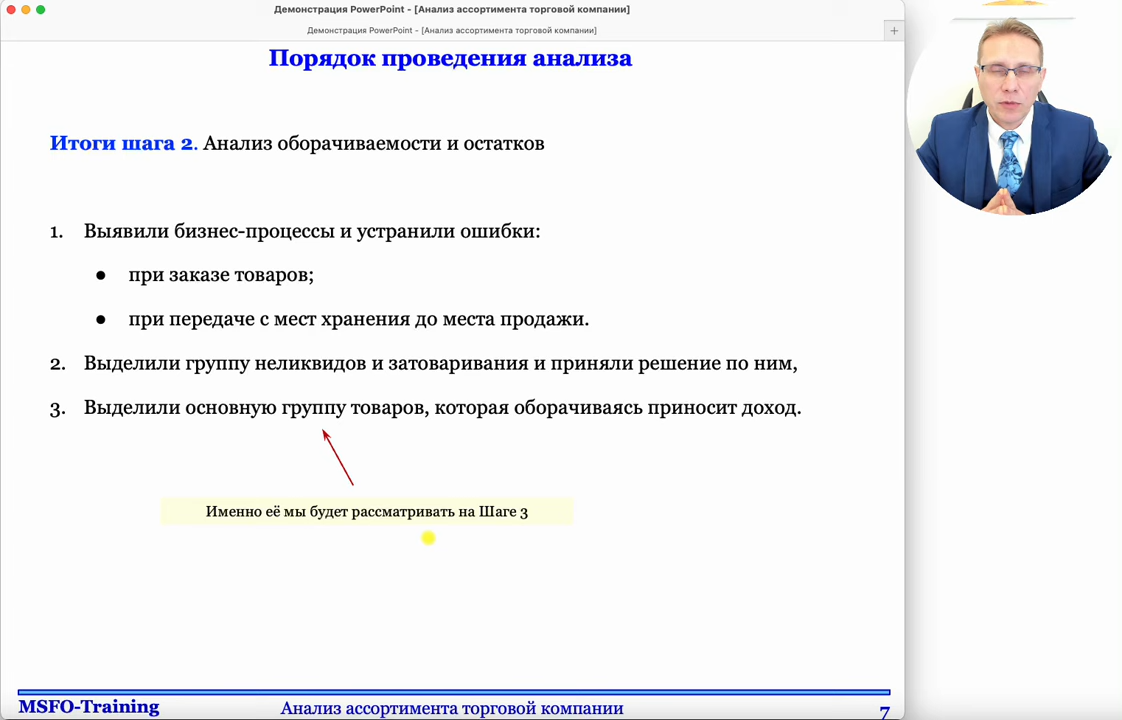 Демонстрация PowerPoint - [Анализ ассортимента торговой компании]
Демонстрация PowerPoint - [Анализ ассортимента торговой компании]
Порядок проведения анализа
Итоги шага 2. Анализ оборачиваемости и остатков
1. Выявили бизнес-процессы и устранили ошибки:
● при заказе товаров;
● при передаче с мест хранения до места продажи.
2. Выделили группу неликвидов и затоваривания и приняли решение по ним,
3. Выделили основную группу товаров, которая оборачиваясь приносит доход.
Именно её мы будет рассматривать на Шаге 3
MSFO-Training
Анализ ассортимента торговой компании
7